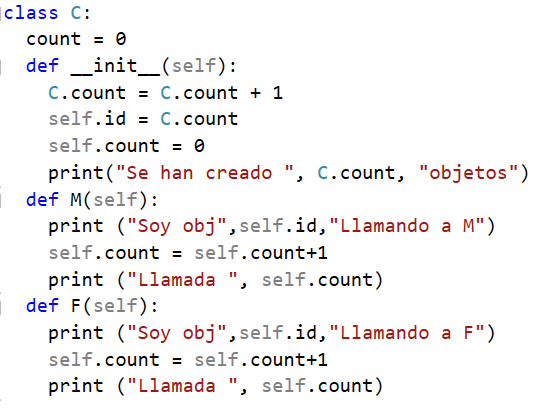 class C:
  count = 0
  def __init__(self):
    C.count = C.count + 1
    self.id = C.count
    self.count = 0
    print("Se han creado ", C.count, "objetos")
  def M(self):
    print ("Soy obj",self.id,"Llamando a M")
    self.count = self.count+1
    print ("Llamada ", self.count)
  def F(self):
    print ("Soy obj",self.id,"Llamando a F")
    self.count = self.count+1
    print ("Llamada ", self.count)